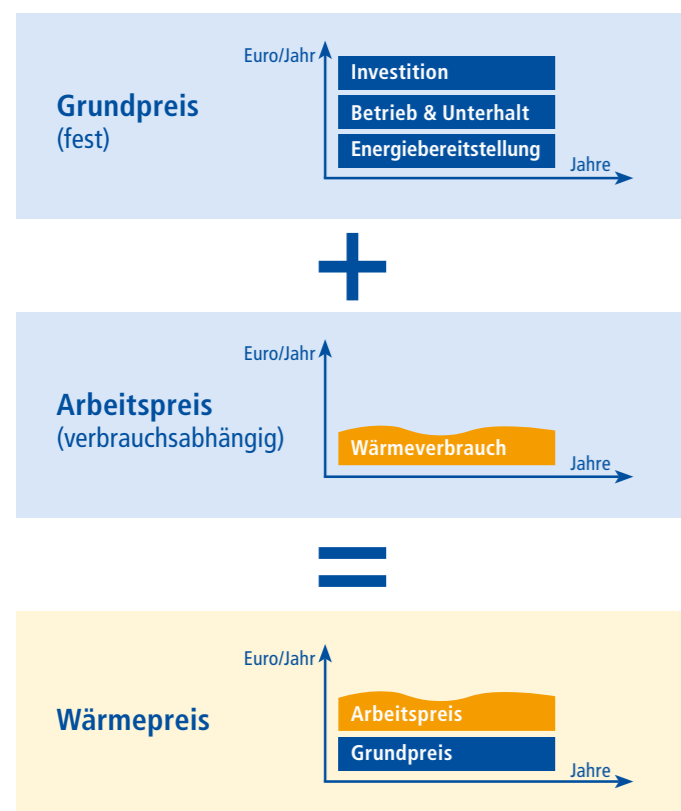 Euro/Jahr
Grundpreis
(fest)
Investition
Betrieb & Unterhalt
Energiebereitstellung
Jahre
+
Euro/Jahr
Arbeitspreis
(verbrauchsabhängig)
Wärmeverbrauch
Jahre
=
Euro/Jahr
Wärmepreis
Arbeitspreis
Grundpreis
Jahre